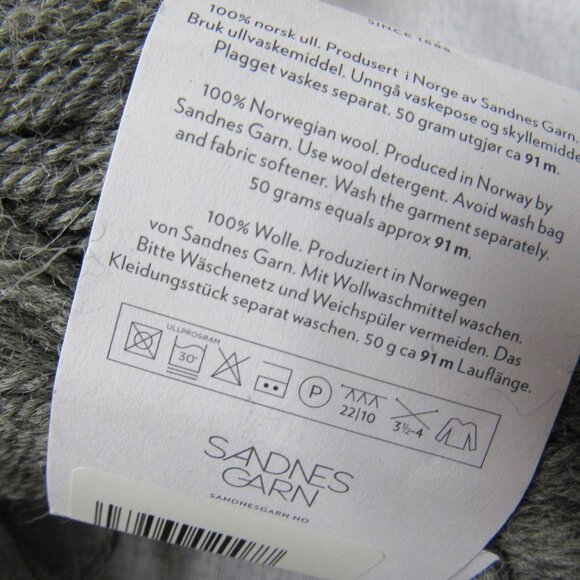 SINCE 1888
100% norsk ull. Produsert i Norge av Sandnes Garn.
Bruk ullvaskemiddel. Unngå vaskepose og skyllemidde
Plagget vaskes separat. 50 gram utgjør ca 91 m.
100% Norwegian wool. Produced in Norway by
Sandnes Garn. Use wool detergent. Avoid wash bag
and fabric softener. Wash the garment separately.
50 grams equals approx 91 m.
100% Wolle. Produziert in Norwegen
von Sandnes Garn. Mit Wollwaschmittel waschen.
Bitte Wäschenetz und Weichspüler vermeiden. Das
Kleidungsstück separat waschen. 50 g ca 91 m Lauflänge.
ULLPROGRAM
30° P 22/10 3½-4
SANDNES
GARN
SANDNESGARN.NO